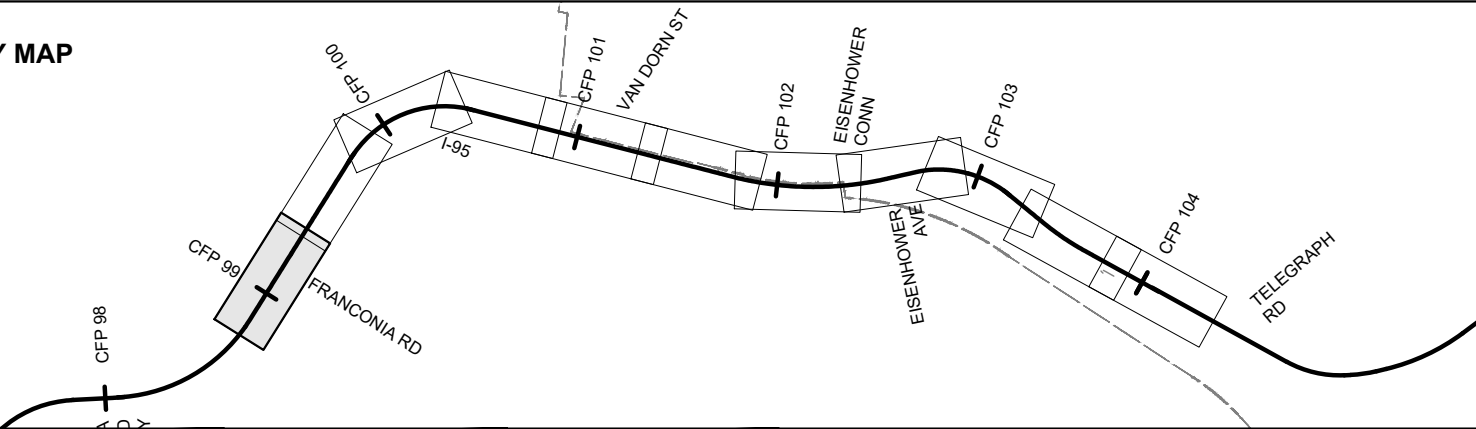 Y MAP
CFP 98
CFP 99
FRANCONIA RD
CFP 100
I-95
CFP 101
VAN DORN ST
CFP 102
EISENHOWER
CONN
EISENHOWER
AVE
CFP 103
CFP 104
TELEGRAPH
RD